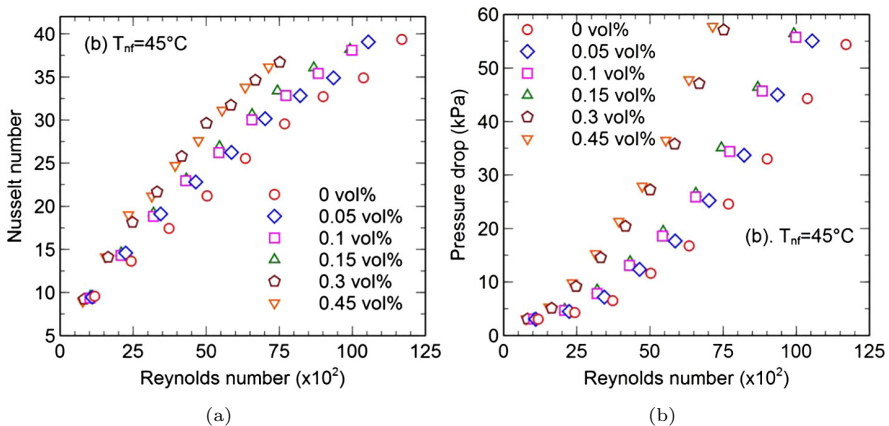 (b) Tnf=45°C
40
35
30
25
20
15
10
5
Nusselt number
0 vol%
0.05 vol%
0.1 vol%
0.15 vol%
0.3 vol%
0.45 vol%
0 25 50 75 100 125
Reynolds number (x10²)
(a)
60
50
40
30
20
10
0
Pressure drop (kPa)
0 vol%
0.05 vol%
0.1 vol%
0.15 vol%
0.3 vol%
0.45 vol%
(b). Tnf=45°C
0 25 50 75 100 125
Reynolds number (x10²)
(b)